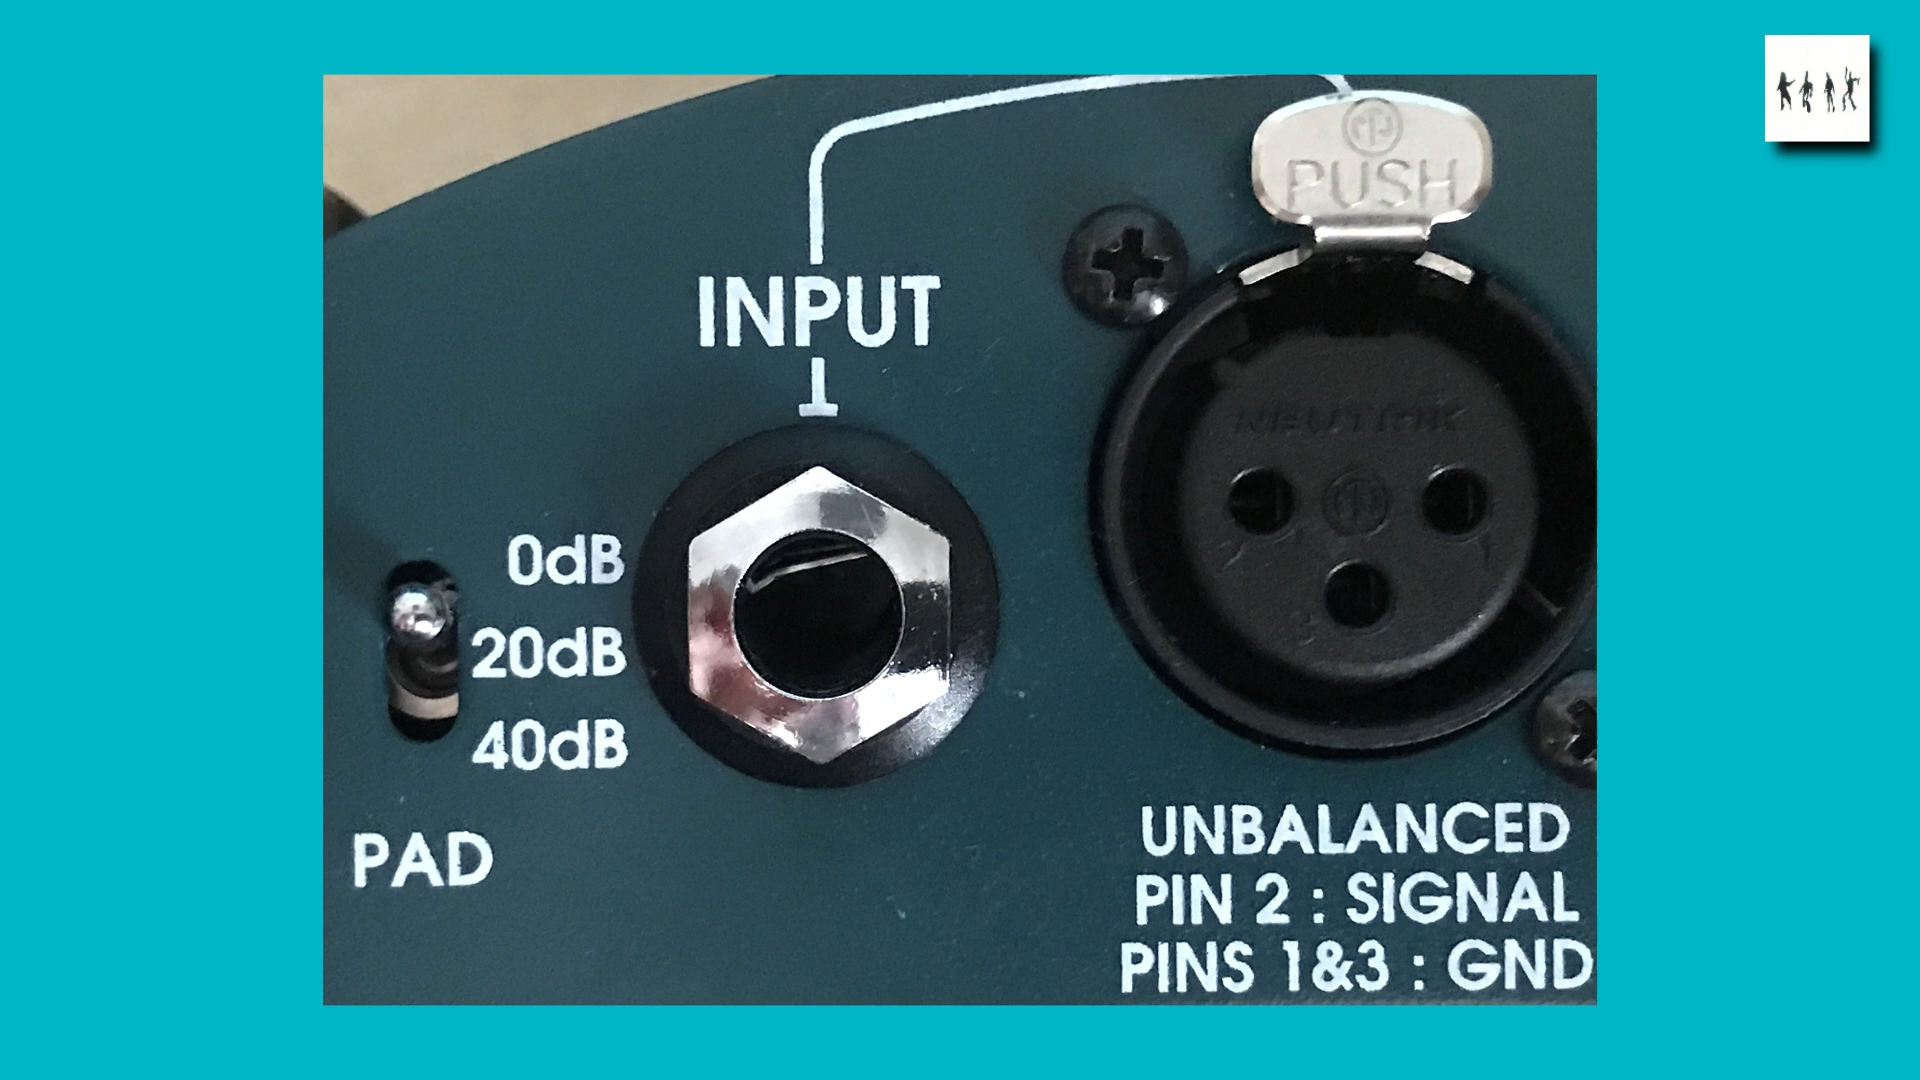 PUSH
INPUT
NEUTRIK
0dB
20dB
40dB
PAD
UNBALANCED
PIN 2 : SIGNAL
PINS 1&3 : GND